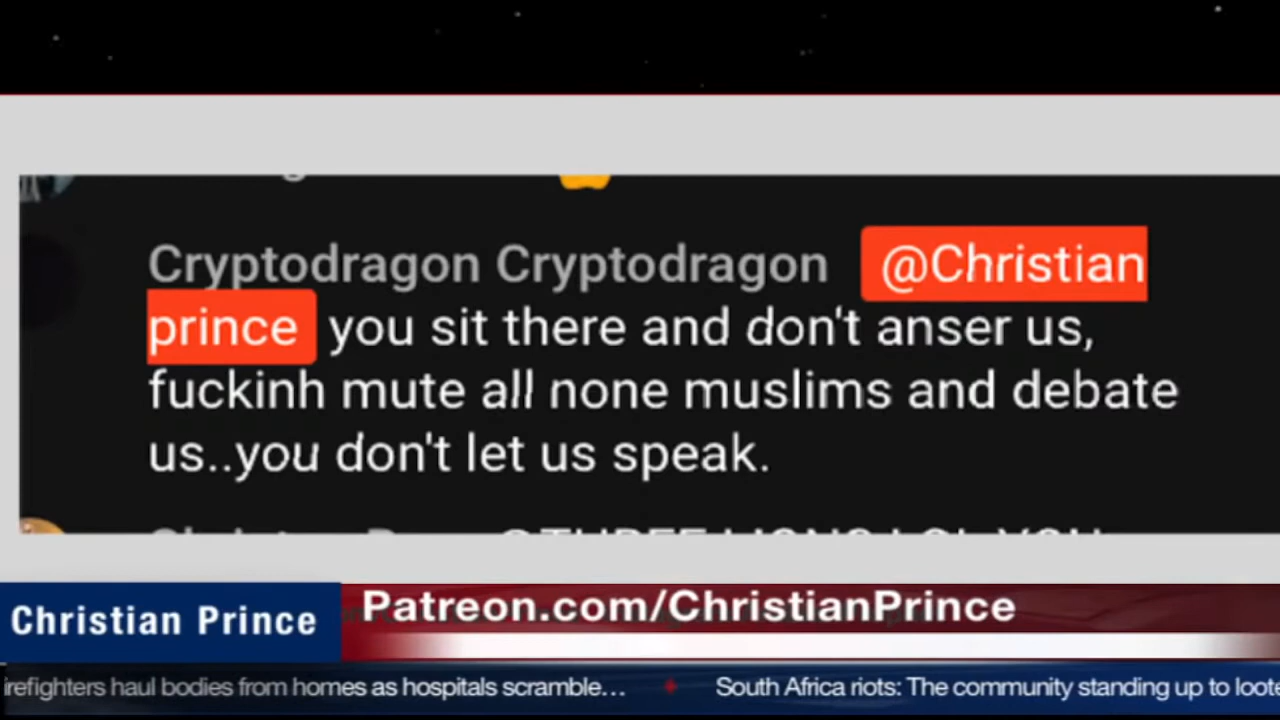 Cryptodragon Cryptodragon @Christian
prince you sit there and don't anser us,
fuckinh mute all none muslims and debate
us..you don't let us speak.
Christian Prince
Patreon.com/ChristianPrince
irefighters haul bodies from homes as hospitals scramble… South Africa riots: The community standing up to loote